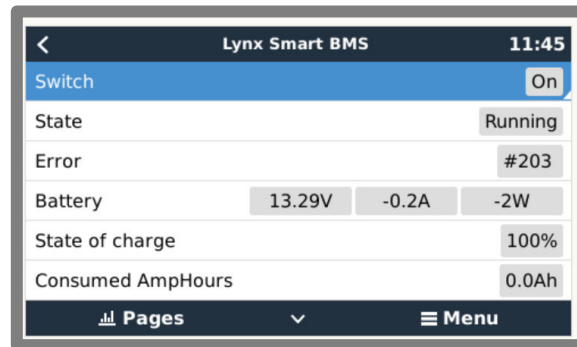 Lynx Smart BMS 11:45
Switch On
State Running
Error #203
Battery 13.29V -0.2A -2W
State of charge 100%
Consumed AmpHours 0.0Ah
Pages Menu